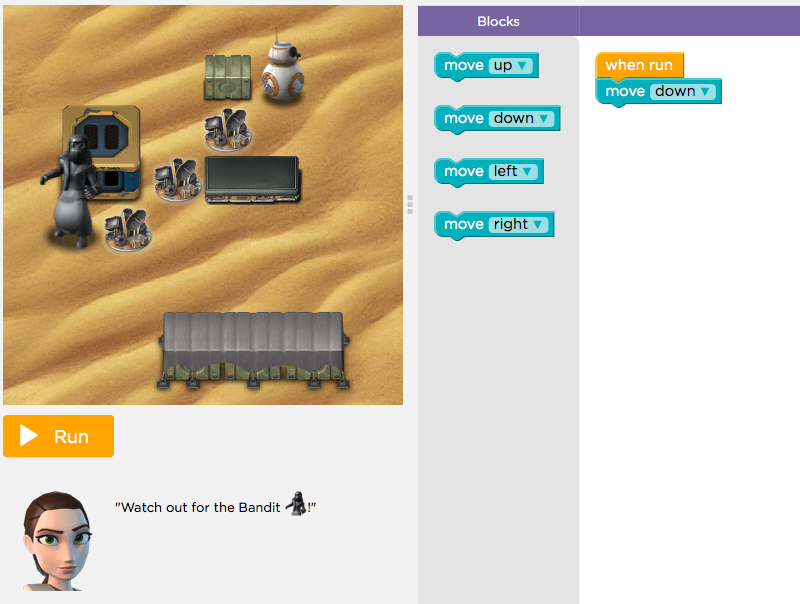 Blocks
move up ▼
move down ▼
move left ▼
move right ▼
when run
move down ▼
Run
"Watch out for the Bandit !"